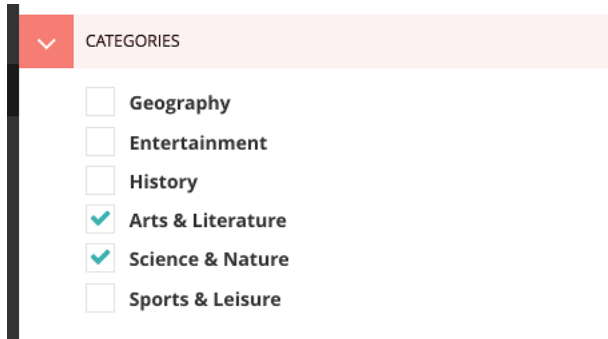 CATEGORIES
Geography
Entertainment
History
Arts & Literature
Science & Nature
Sports & Leisure